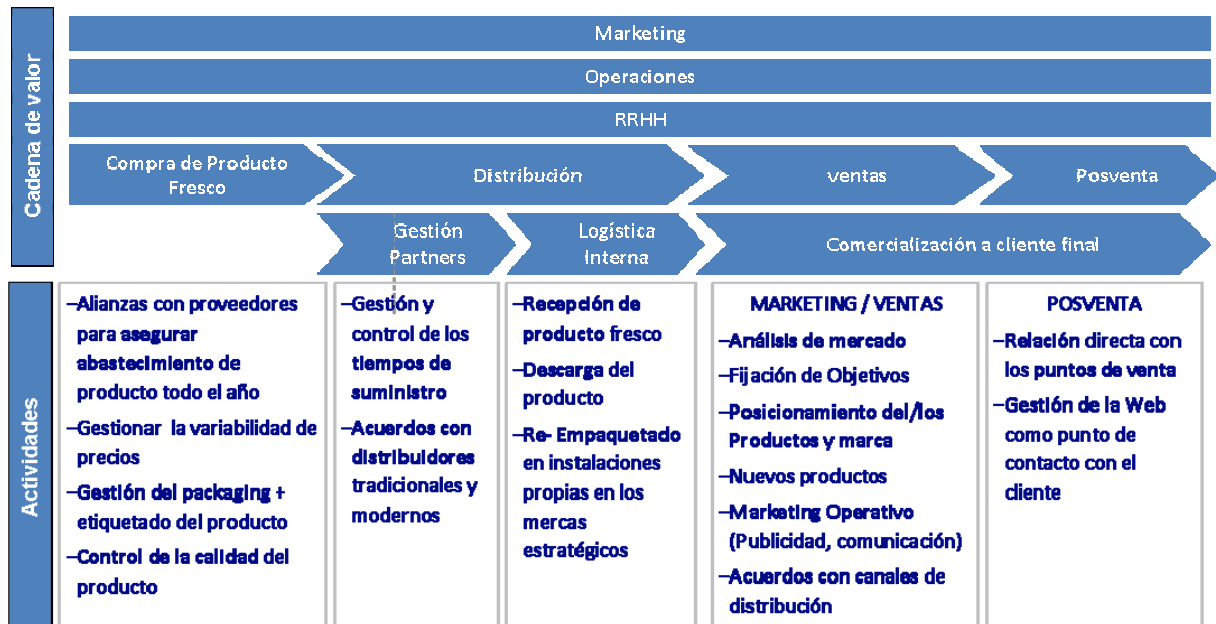 Cadena de valor
Marketing
Operaciones
RRHH
Compra de Producto
Fresco
Distribución
ventas
Posventa
Gestión
Partners
Logística
Interna
Comercialización a cliente final
Actividades
–Alianzas con proveedores
para asegurar
abastecimiento de
producto todo el año
–Gestionar la variabilidad de
precios
–Gestión del packaging +
etiquetado del producto
–Control de la calidad del
producto
–Gestión y
control de los
tiempos de
suministro
–Acuerdos con
distribuidores
tradicionales y
modernos
–Recepción de
producto fresco
–Descarga del
producto
–Re- Empaquetado
en instalaciones
propias en los
mercas
estratégicos
MARKETING / VENTAS
–Análisis de mercado
–Fijación de Objetivos
–Posicionamiento del/los
Productos y marca
–Nuevos productos
–Marketing Operativo
(Publicidad, comunicación)
–Acuerdos con canales de
distribución
POSVENTA
–Relación directa con
los puntos de venta
–Gestión de la Web
como punto de
contacto con el
cliente